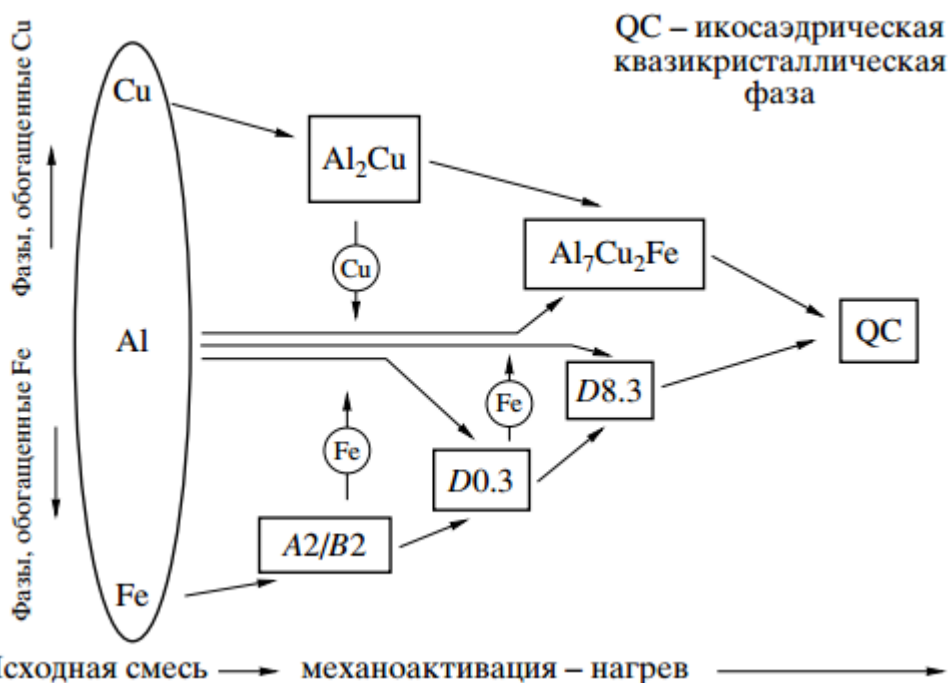 QC – икосаэдрическая
квазикристаллическая
фаза
Фазы, обогащенные Cu
Фазы, обогащенные Fe
Cu
Al₂Cu
Cu
Al₇Cu₂Fe
Al
QC
D8.3
Fe
Fe
D0.3
A2/B2
Fe
смесь механоактивация – нагрев